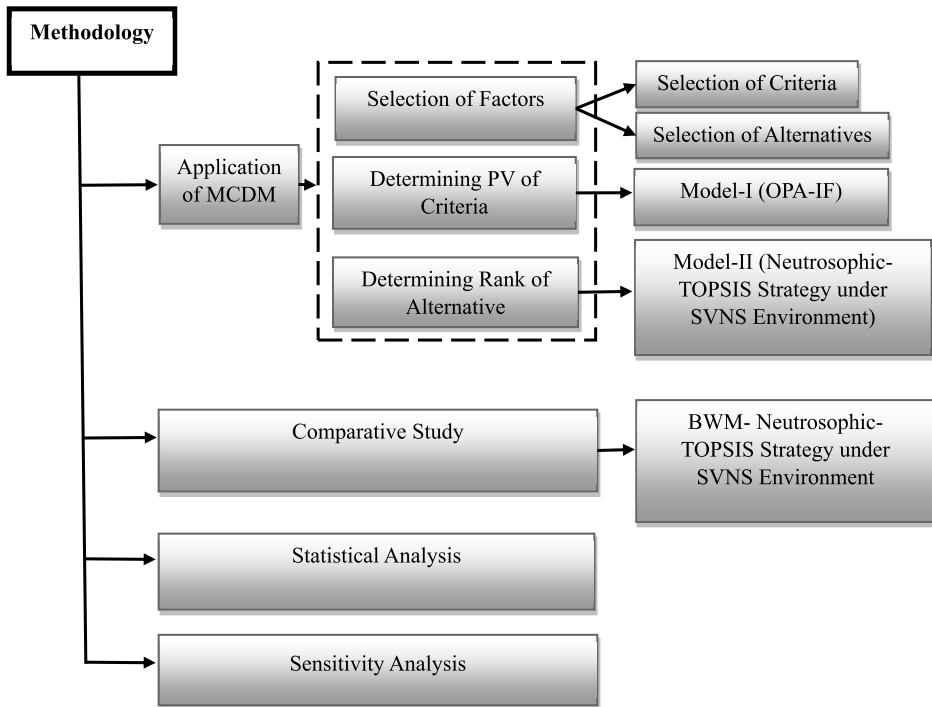 Methodology
Selection of Factors
Selection of Criteria
Selection of Alternatives
Application
of MCDM
Determining PV of
Criteria
Model-I (OPA-IF)
Determining Rank of
Alternative
Model-II (Neutrosophic-
TOPSIS Strategy under
SVNS Environment)
Comparative Study
BWM- Neutrosophic-
TOPSIS Strategy under
SVNS Environment
Statistical Analysis
Sensitivity Analysis